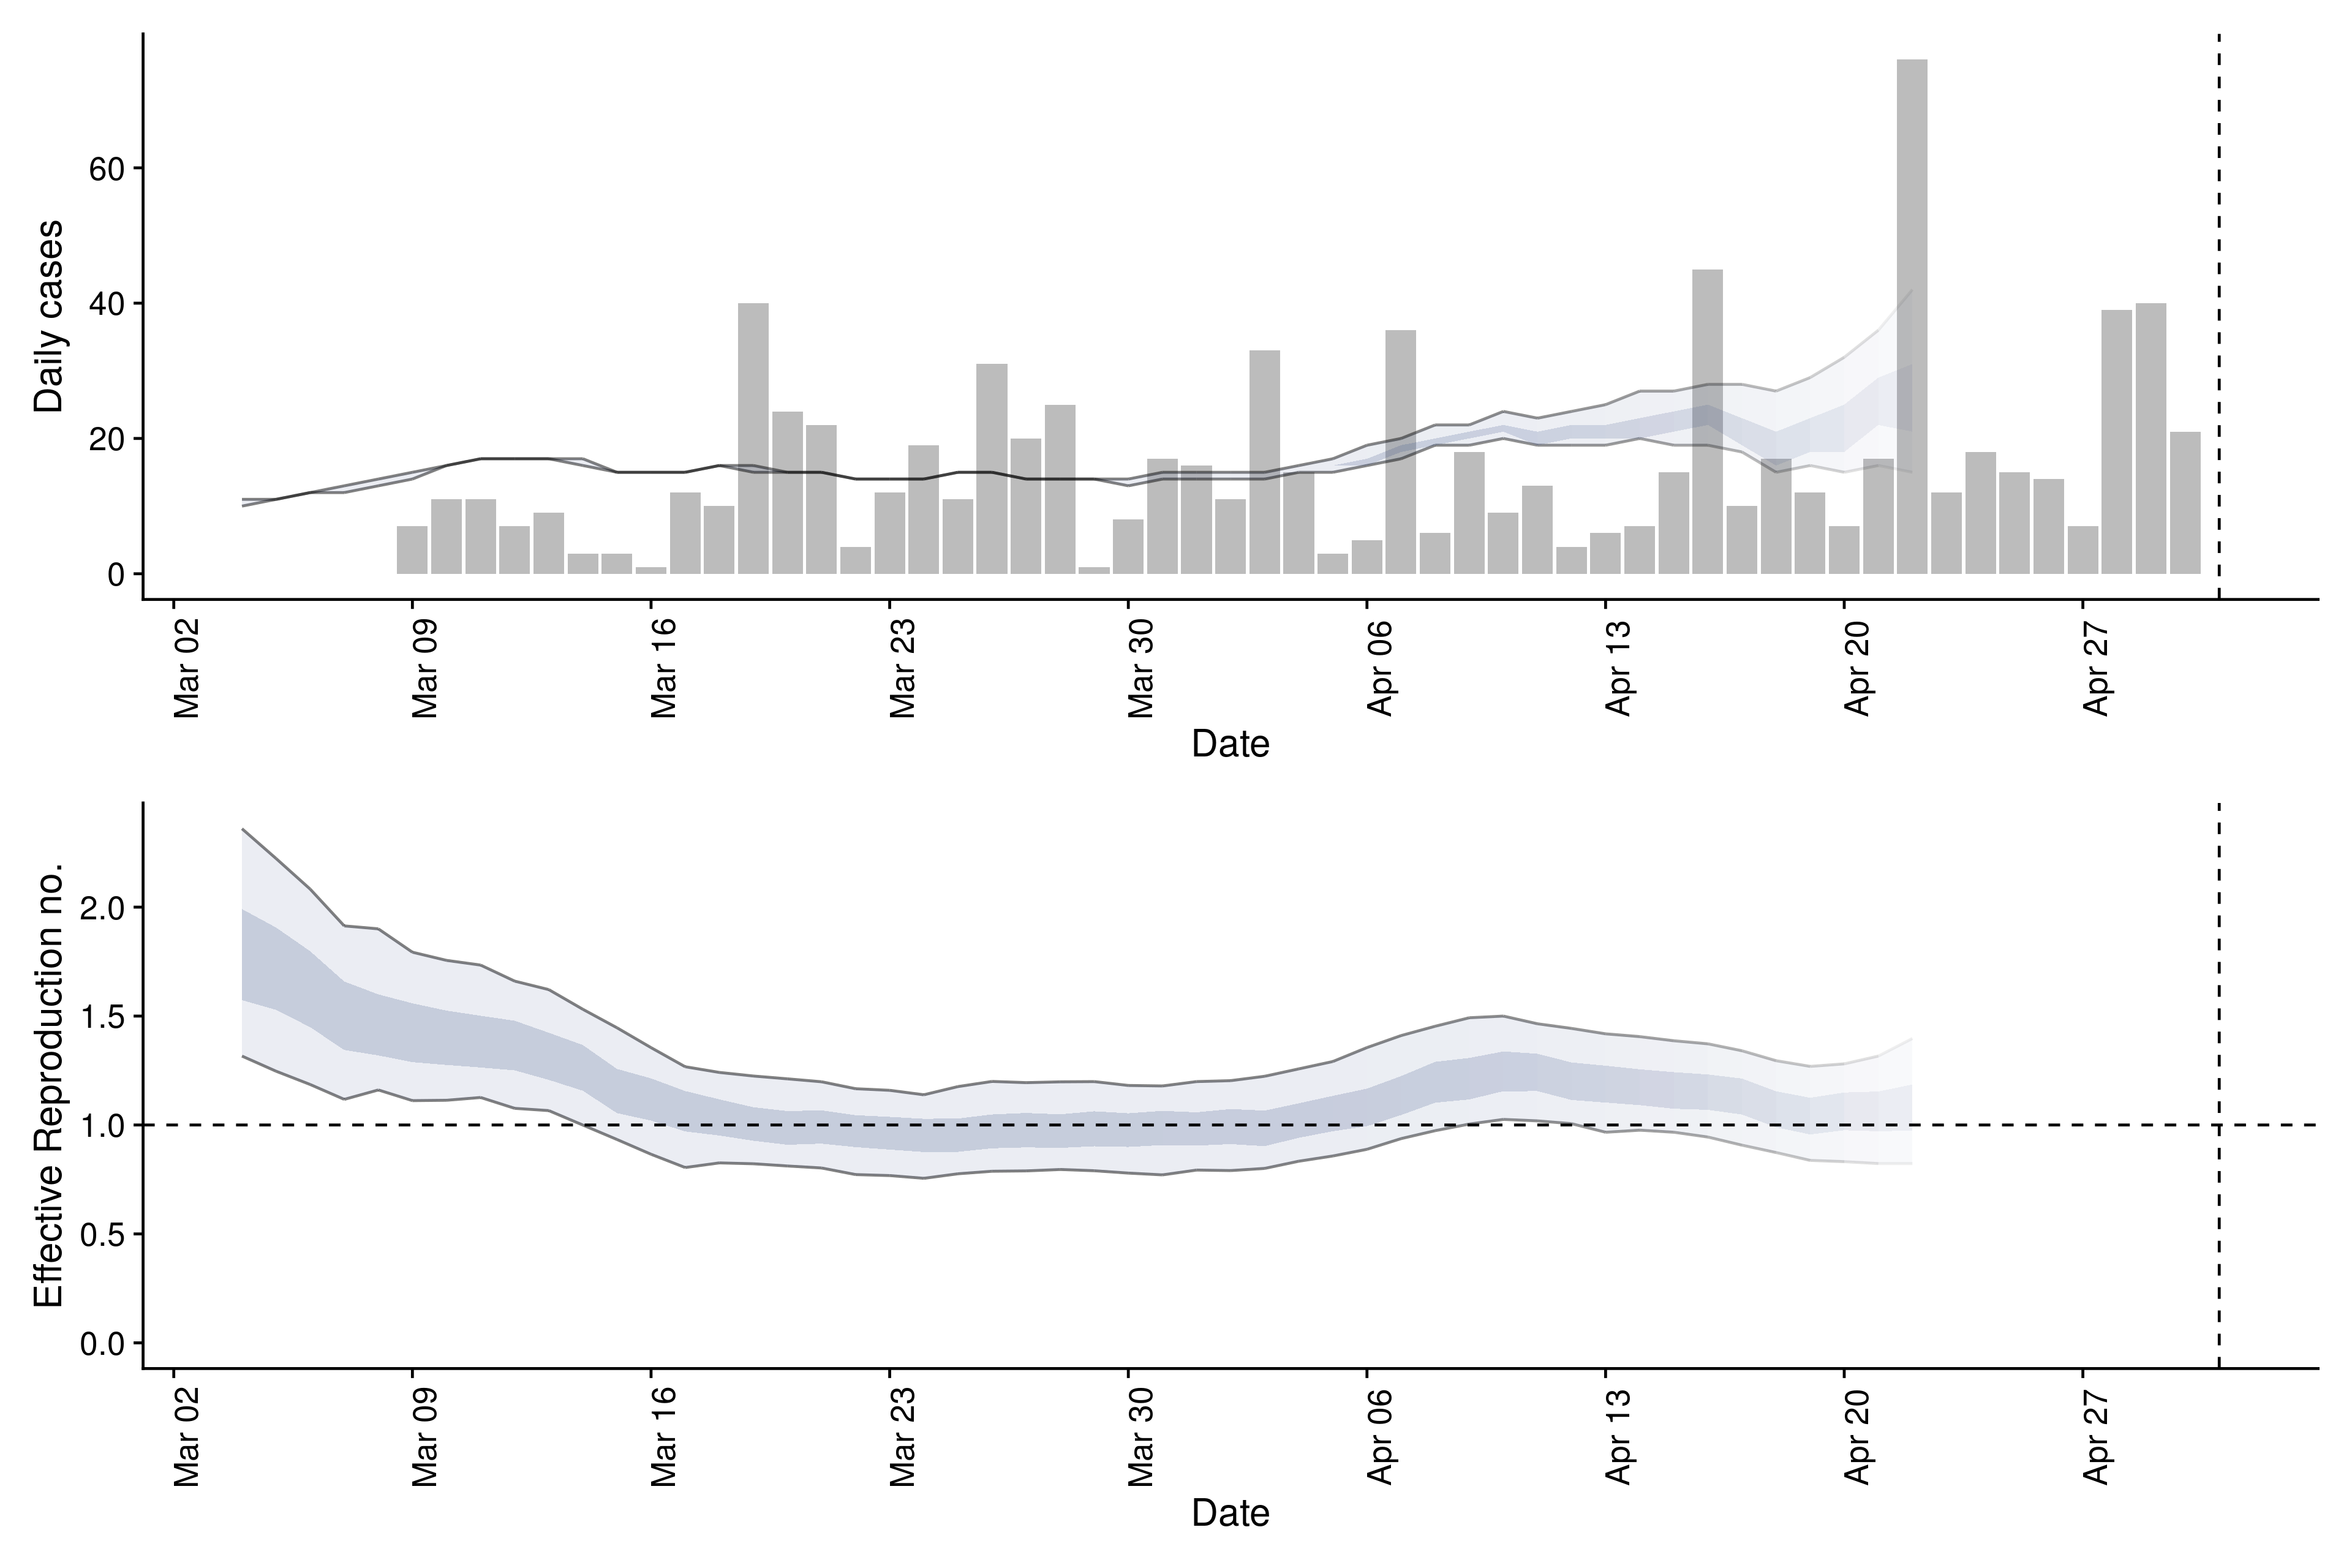 Daily cases
60
40
20
0
Mar 02
Mar 09
Mar 16
Mar 23
Mar 30
Apr 06
Apr 13
Apr 20
Apr 27
Date
Effective Reproduction no.
2.0
1.5
1.0
0.5
0.0
Mar 02
Mar 09
Mar 16
Mar 23
Mar 30
Apr 06
Apr 13
Apr 20
Apr 27
Date